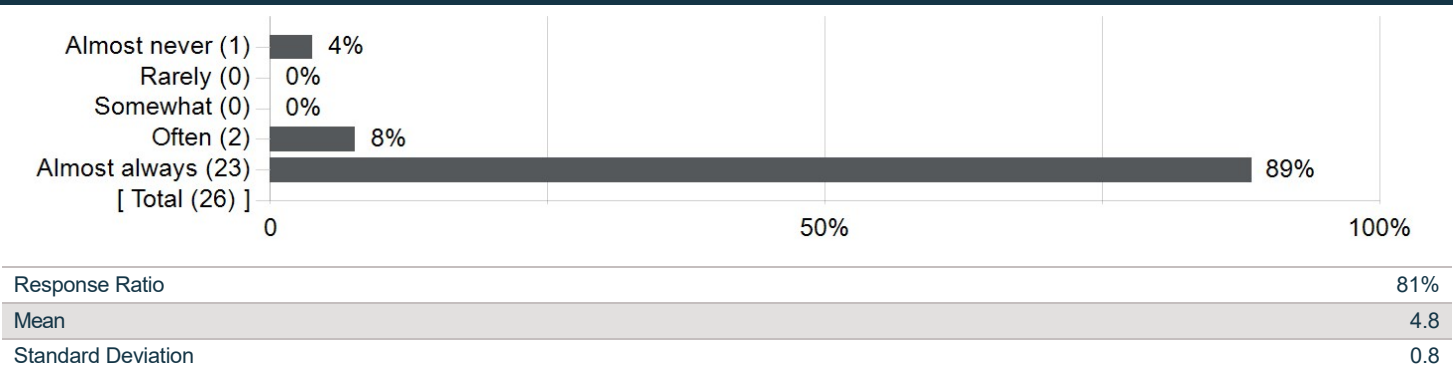 Almost never (1) 4%
Rarely (0) 0%
Somewhat (0) 0%
Often (2) 8%
Almost always (23) 89%
[ Total (26) ]
0 50% 100%
Response Ratio 81%
Mean 4.8
Standard Deviation 0.8